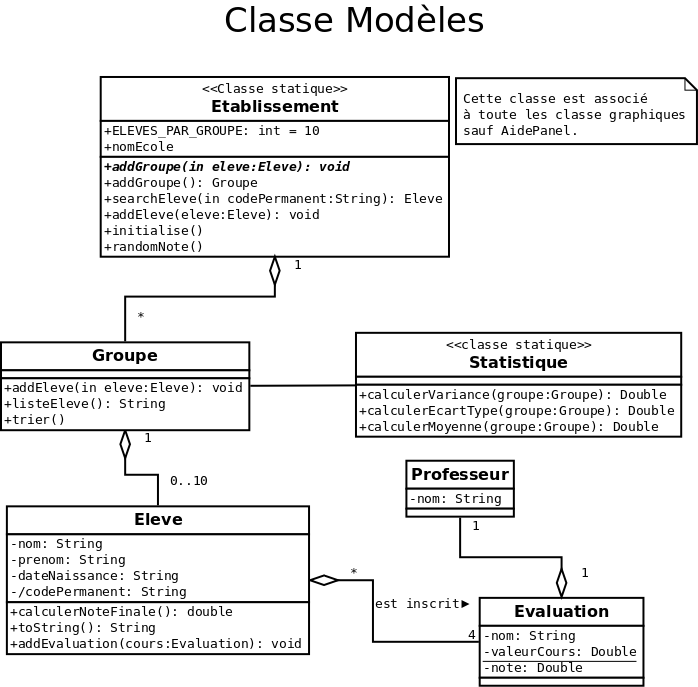 Classe Modèles
<<Classe statique>>
Etablissement
+ELEVES_PAR_GROUPE: int = 10
+nomEcole
+addGroupe(in eleve:Eleve): void
+addGroupe(): Groupe
+searchEleve(in codePermanent:String): Eleve
+addEleve(eleve:Eleve): void
+initialise()
+randomNote()
Cette classe est associé
à toute les classe graphiques
sauf AidePanel.
1
*
Groupe
+addEleve(in eleve:Eleve): void
+listeEleve(): String
+trier()
<<classe statique>>
Statistique
+calculerVariance(groupe:Groupe): Double
+calculerEcartType(groupe:Groupe): Double
+calculerMoyenne(groupe:Groupe): Double
1
0..10
Professeur
-nom: String
1
1
Eleve
-nom: String
-prenom: String
-dateNaissance: String
-/codePermanent: String
+calculerNoteFinale(): double
+toString(): String
+addEvaluation(cours:Evaluation): void
*
est inscrit▶
4
Evaluation
-nom: String
-valeurCours: Double
-note: Double